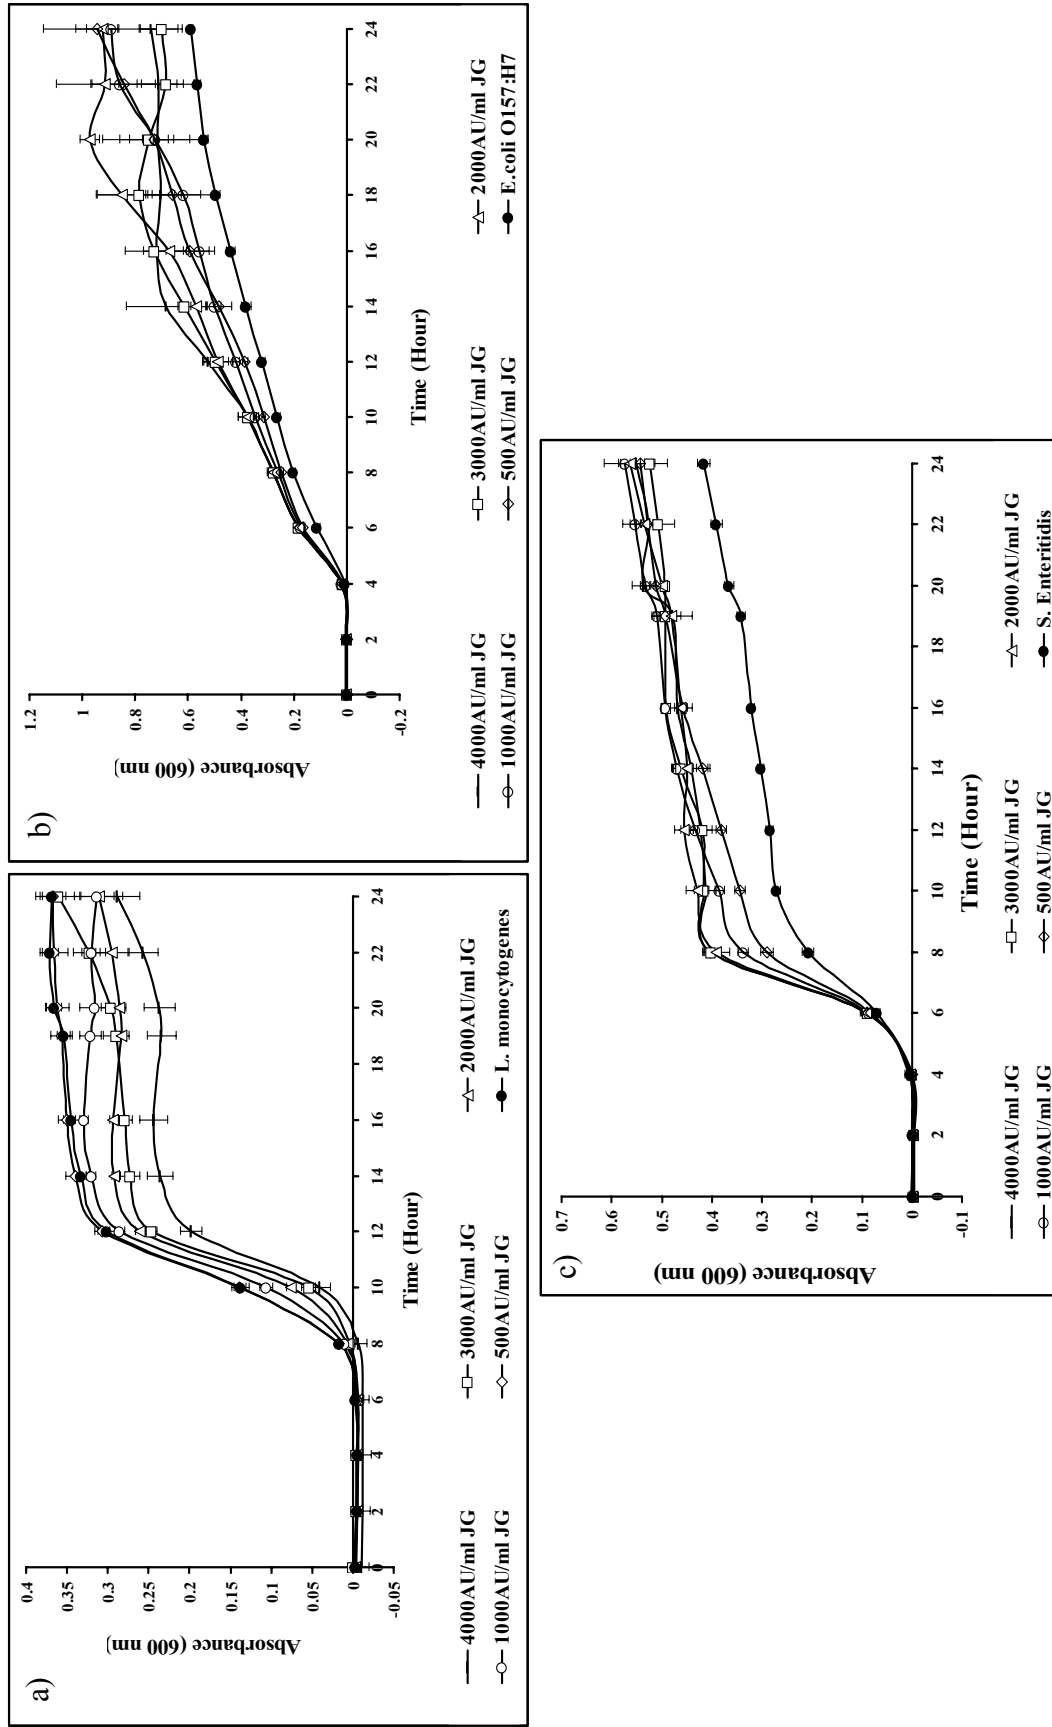 a)
Absorbance (600 nm)
0.4
0.35
0.3
0.25
0.2
0.15
0.1
0.05
0
-0.05
0 2 4 6 8 10 12 14 16 18 20 22 24
Time (Hour)
4000AU/ml JG 3000AU/ml JG 2000AU/ml JG
1000AU/ml JG 500AU/ml JG L. monocytogenes
b)
Absorbance (600 nm)
1.2
1
0.8
0.6
0.4
0.2
0
-0.2
0 2 4 6 8 10 12 14 16 18 20 22 24
Time (Hour)
4000AU/ml JG 3000AU/ml JG 2000AU/ml JG
1000AU/ml JG 500AU/ml JG E.coli O157:H7
c)
Absorbance (600 nm)
0.7
0.6
0.5
0.4
0.3
0.2
0.1
0
-0.1
0 2 4 6 8 10 12 14 16 18 20 22 24
Time (Hour)
4000AU/ml JG 3000AU/ml JG 2000AU/ml JG
1000AU/ml JG 500AU/ml JG S. Enteritidis